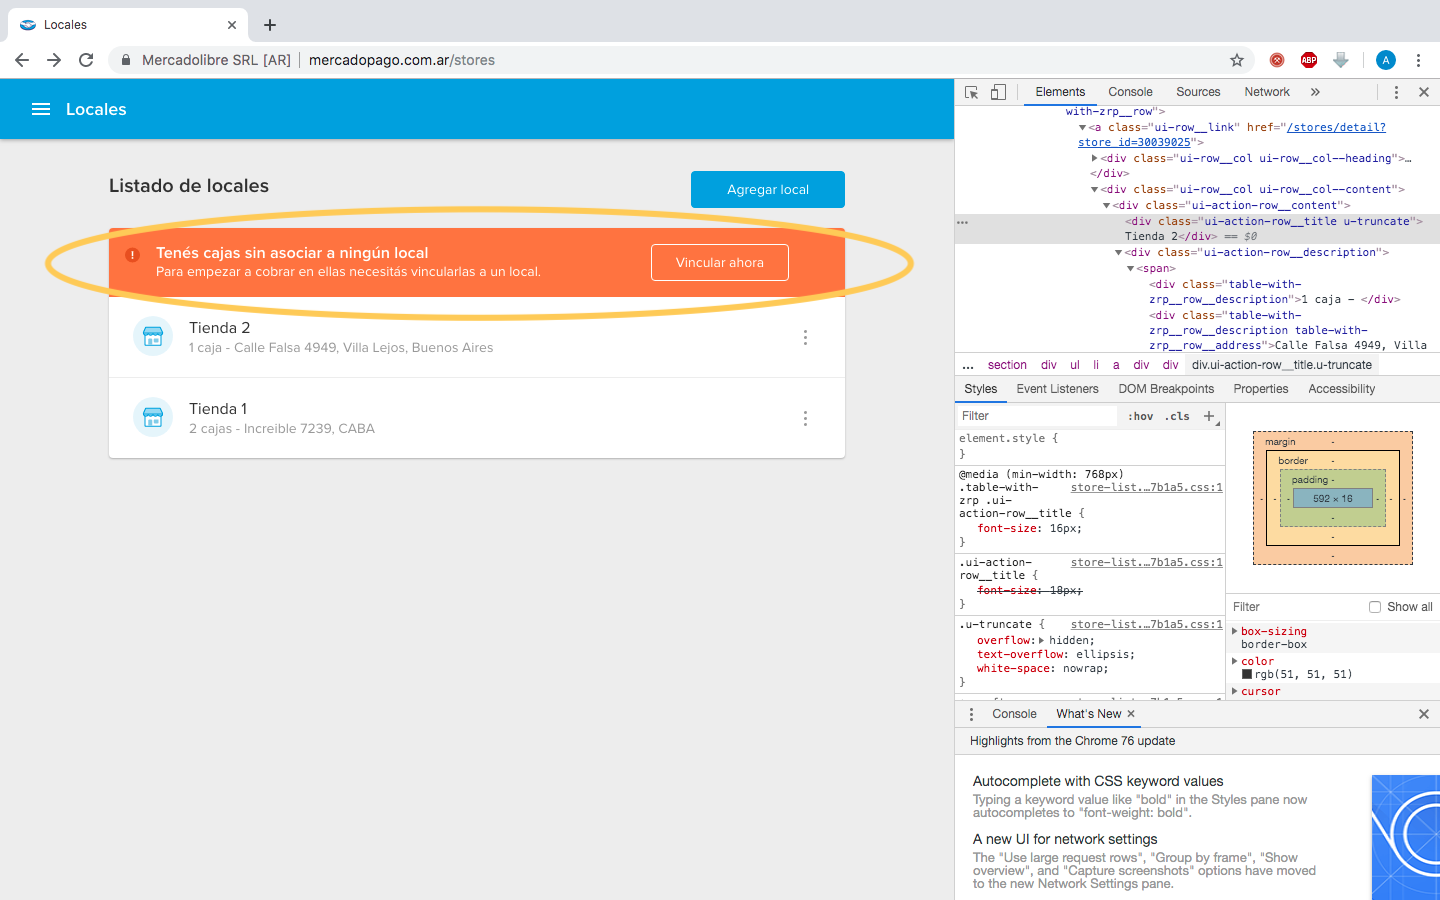 Locales
Mercadolibre SRL [AR] mercadopago.com.ar/stores
ABP
A
Locales
Listado de locales
Agregar local
Tenés cajas sin asociar a ningún local
Para empezar a cobrar en ellas necesitás vincularlas a un local.
Vincular ahora
Tienda 2
1 caja - Calle Falsa 4949, Villa Lejos, Buenos Aires
Tienda 1
2 cajas - Increible 7239, CABA
Elements Console Sources Network »
with-zrp__row">
<a class="ui-row__link" href="/stores/detail?
store_id=30039025">
<div class="ui-row__col ui-row__col--heading">…
</div>
<div class="ui-row__col ui-row__col--content">
<div class="ui-action-row__content">
<div class="ui-action-row__title u-truncate">
Tienda 2</div> == $0
<div class="ui-action-row__description">
<span>
<div class="table-with-
zrp__row__description">1 caja - </div>
<div class="table-with-
zrp__row__description table-with-
zrp__row__address">Calle Falsa 4949, Villa
... section div ul li a div div div.ui-action-row__title.u-truncate
Styles Event Listeners DOM Breakpoints Properties Accessibility
Filter :hov .cls +
element.style {
}
@media (min-width: 768px)
.table-with- store-list.…7b1a5.css:1
zrp .ui-
action-row__title {
font-size: 16px;
}
.ui-action- store-list.…7b1a5.css:1
row__title {
font-size: 18px;
}
.u-truncate { store-list.…7b1a5.css:1
overflow: hidden;
text-overflow: ellipsis;
white-space: nowrap;
}
margin -
border -
padding -
592 × 16
Filter Show all
box-sizing
border-box
color
rgb(51, 51, 51)
cursor
Console What's New
Highlights from the Chrome 76 update
Autocomplete with CSS keyword values
Typing a keyword value like "bold" in the Styles pane now
autocompletes to "font-weight: bold".
A new UI for network settings
The "Use large request rows", "Group by frame", "Show
overview", and "Capture screenshots" options have moved
to the new Network Settings pane.